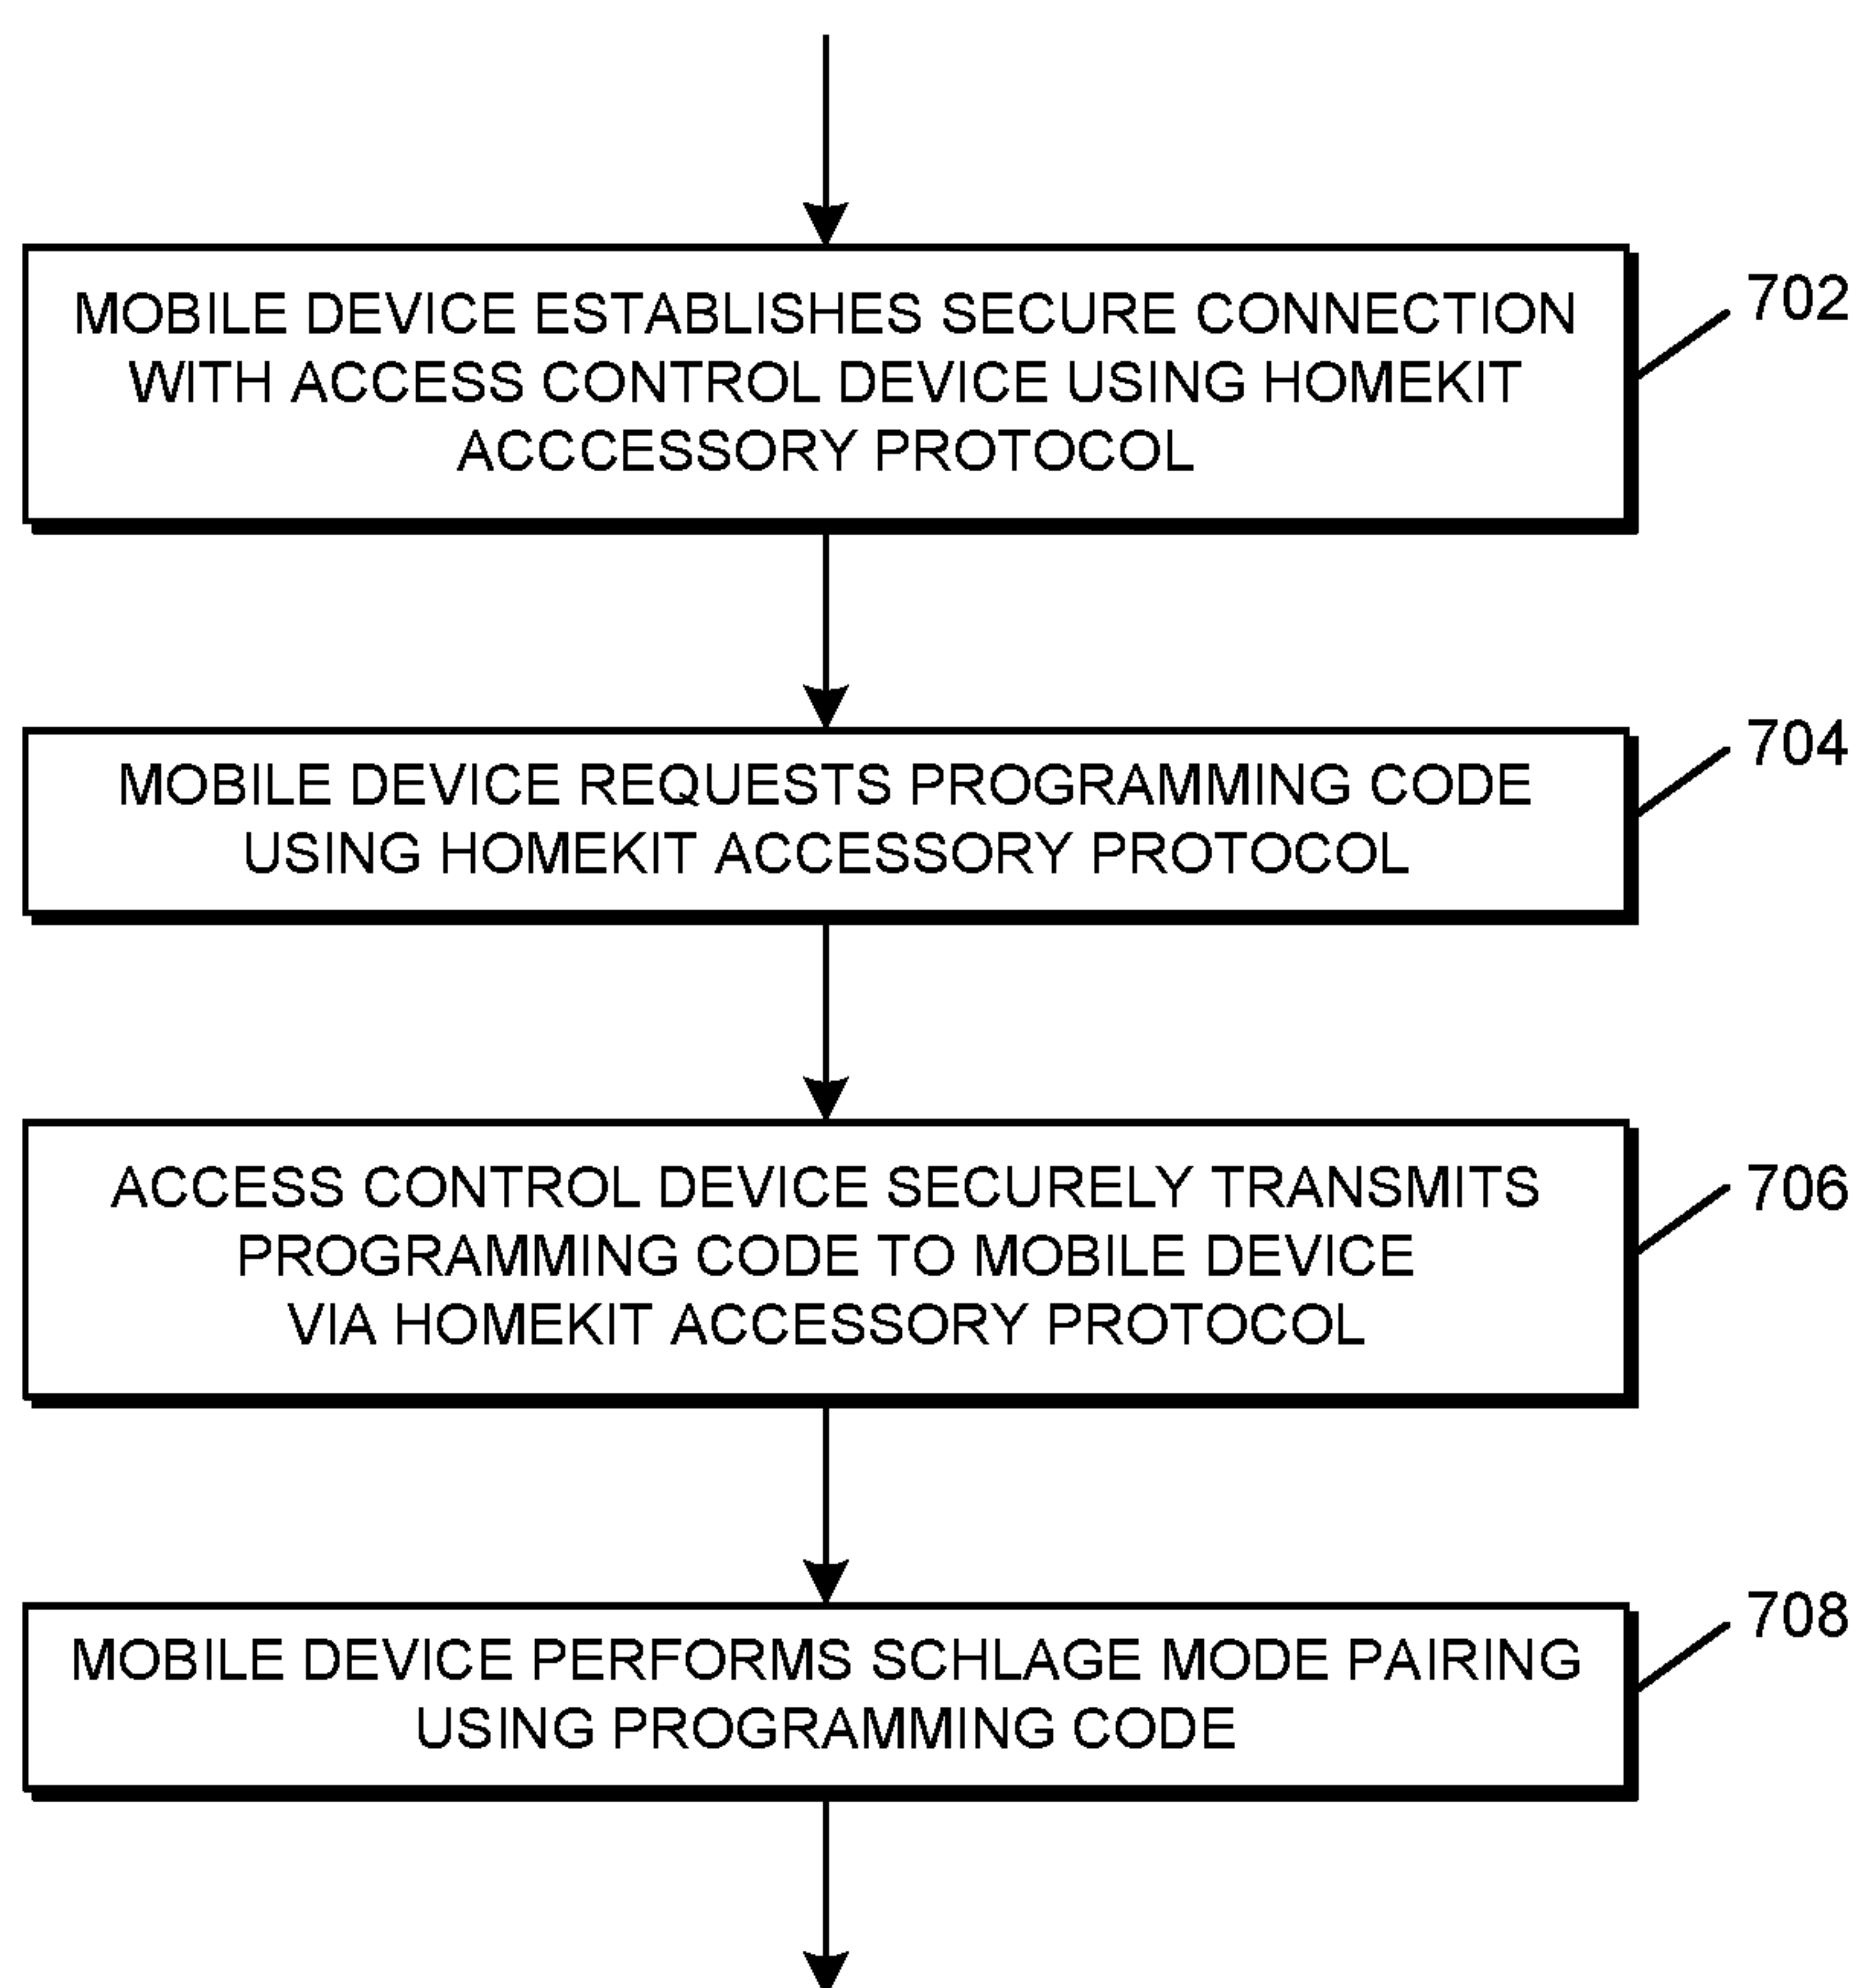 MOBILE DEVICE ESTABLISHES SECURE CONNECTION
WITH ACCESS CONTROL DEVICE USING HOMEKIT
ACCCESSORY PROTOCOL
702
MOBILE DEVICE REQUESTS PROGRAMMING CODE
USING HOMEKIT ACCESSORY PROTOCOL
704
ACCESS CONTROL DEVICE SECURELY TRANSMITS
PROGRAMMING CODE TO MOBILE DEVICE
VIA HOMEKIT ACCESSORY PROTOCOL
706
MOBILE DEVICE PERFORMS SCHLAGE MODE PAIRING
USING PROGRAMMING CODE
708